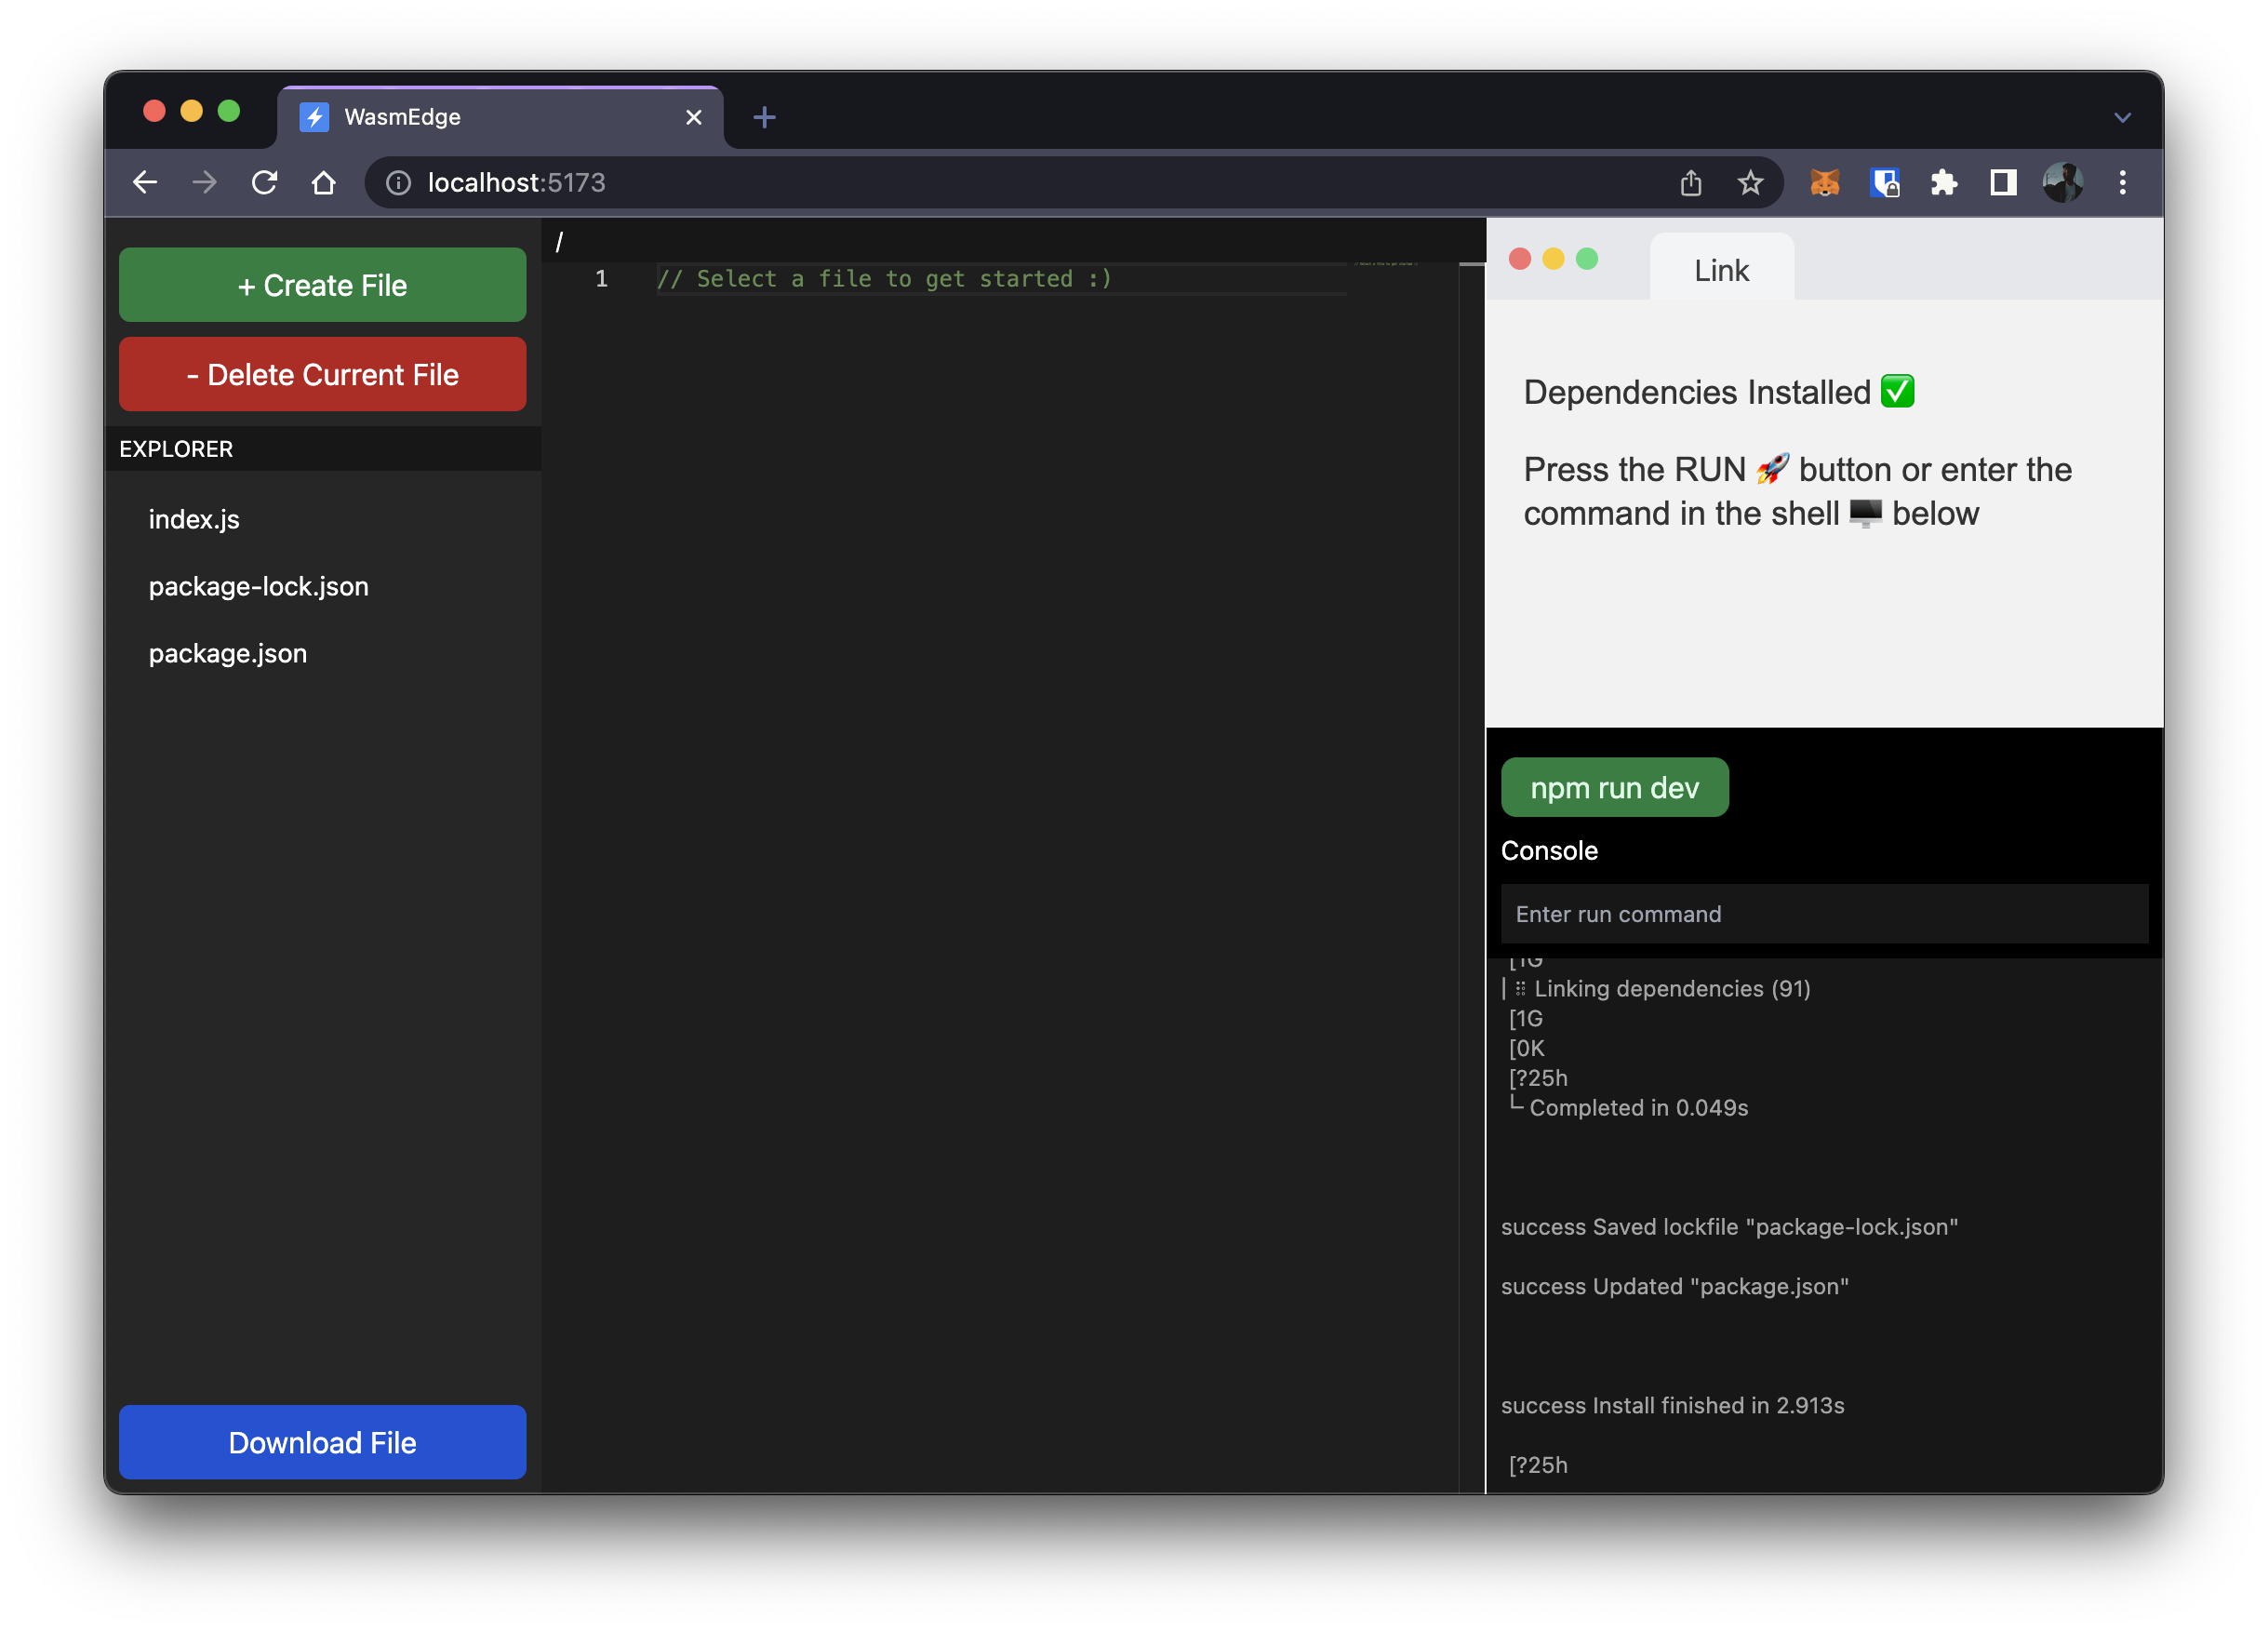 WasmEdge
localhost:5173
+ Create File
- Delete Current File
EXPLORER
index.js
package-lock.json
package.json
Download File
/
1 // Select a file to get started :)
Link
Dependencies Installed ✅
Press the RUN 🚀 button or enter the
command in the shell 🖥️ below
npm run dev
Console
Enter run command
[1G
| ⠿ Linking dependencies (91)
[1G
[0K
[?25h
└ Completed in 0.049s
success Saved lockfile "package-lock.json"
success Updated "package.json"
success Install finished in 2.913s
[?25h